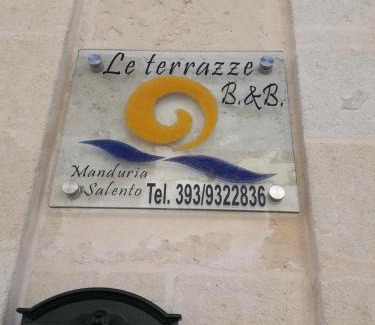 Le terrazze
B.&B.
Manduria
Salento
Tel. 393/9322836